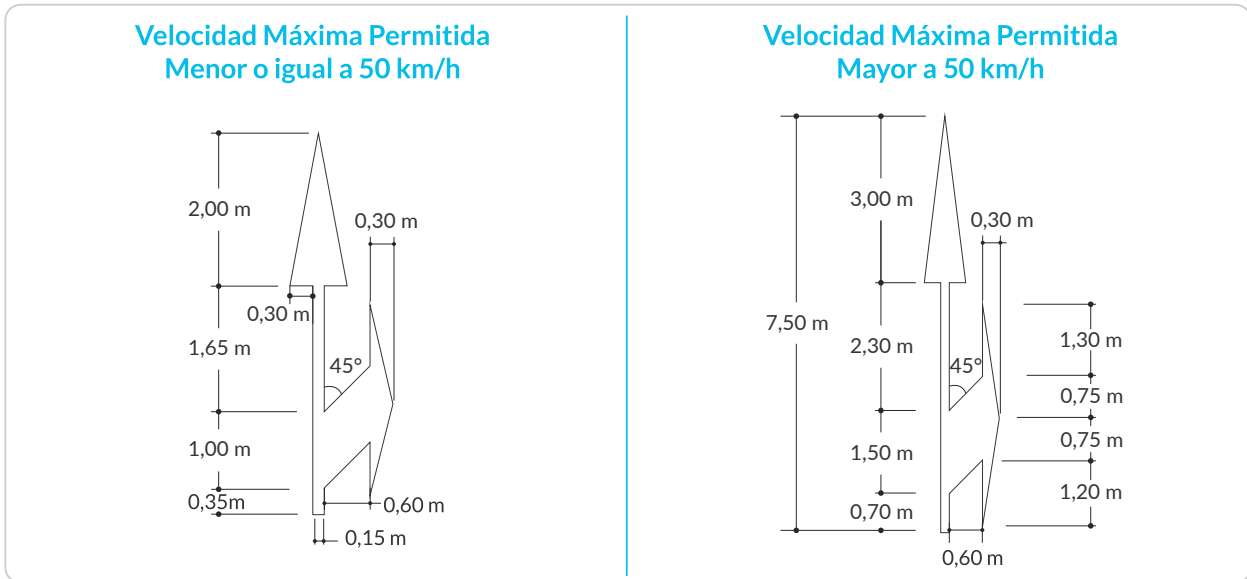 Velocidad Máxima Permitida
Menor o igual a 50 km/h
2,00 m
0,30 m
0,30 m
1,65 m
45°
1,00 m
0,35m
0,60 m
0,15 m
Velocidad Máxima Permitida
Mayor a 50 km/h
3,00 m
0,30 m
7,50 m
2,30 m
1,30 m
45°
0,75 m
0,75 m
1,50 m
1,20 m
0,70 m
0,60 m